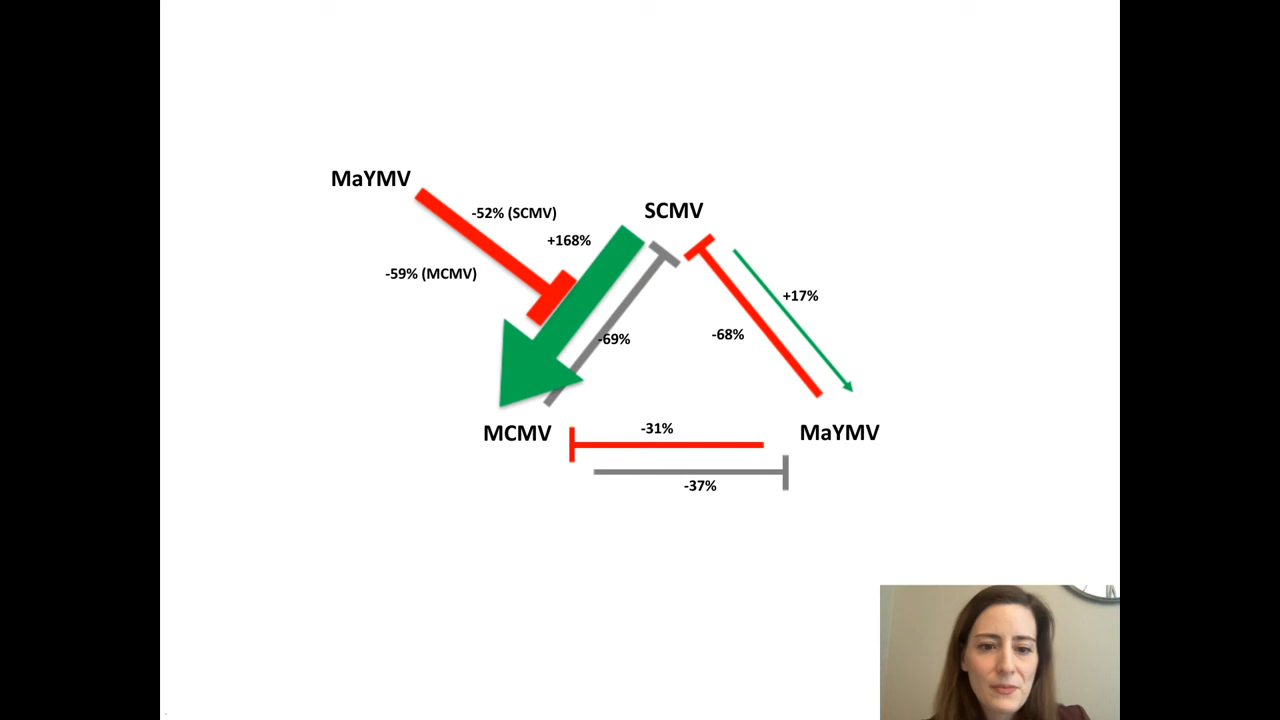 MaYMV
-52% (SCMV)
SCMV
+168%
-59% (MCMV)
+17%
-68%
-69%
-31%
MCMV
MaYMV
-37%